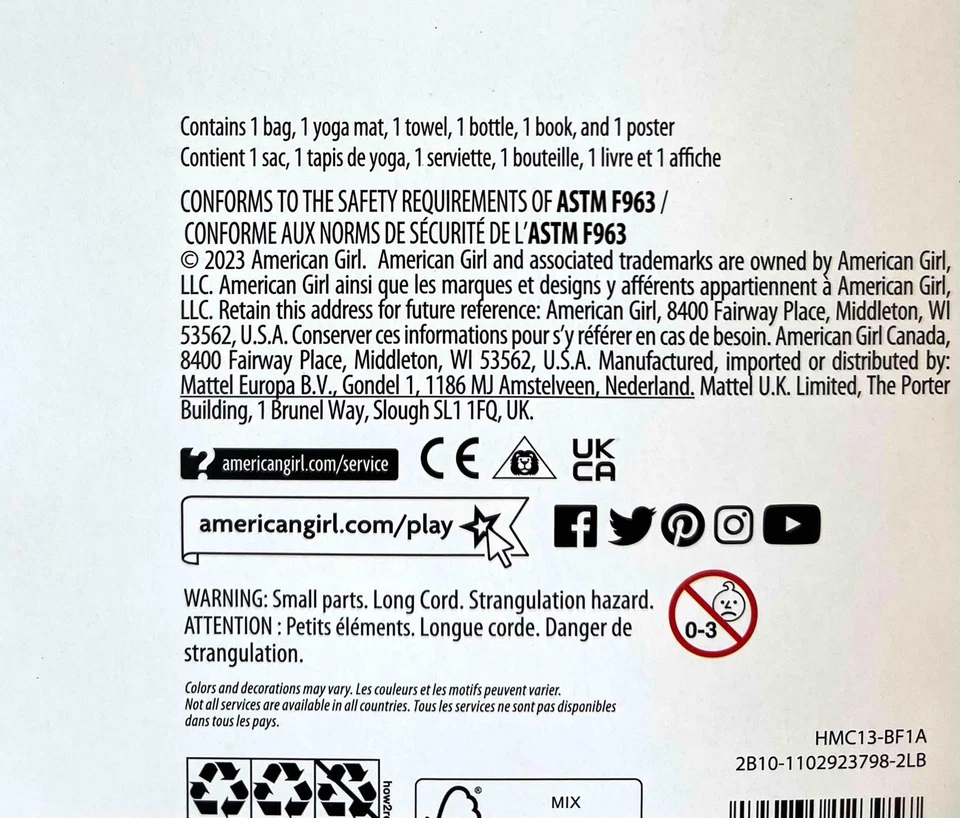 Contains 1 bag, 1 yoga mat, 1 towel, 1 bottle, 1 book, and 1 poster
Contient 1 sac, 1 tapis de yoga, 1 serviette, 1 bouteille, 1 livre et 1 affiche
CONFORMS TO THE SAFETY REQUIREMENTS OF ASTM F963 /
CONFORME AUX NORMS DE SÉCURITÉ DE L'ASTM F963
© 2023 American Girl. American Girl and associated trademarks are owned by American Girl,
LLC. American Girl ainsi que les marques et designs y afférents appartiennent à American Girl,
LLC. Retain this address for future reference: American Girl, 8400 Fairway Place, Middleton, WI
53562, U.S.A. Conserver ces informations pour s'y référer en cas de besoin. American Girl Canada,
8400 Fairway Place, Middleton, WI 53562, U.S.A. Manufactured, imported or distributed by:
Mattel Europa B.V., Gondel 1, 1186 MJ Amstelveen, Nederland. Mattel U.K. Limited, The Porter
Building, 1 Brunel Way, Slough SL1 1FQ, UK.
? americangirl.com/service CE UK
CA
americangirl.com/play
WARNING: Small parts. Long Cord. Strangulation hazard.
ATTENTION : Petits éléments. Longue corde. Danger de
strangulation.
0-3
Colors and decorations may vary. Les couleurs et les motifs peuvent varier.
Not all services are available in all countries. Tous les services ne sont pas disponibles
dans tous les pays.
HMC13-BF1A
2B10-1102923798-2LB
®
MIX